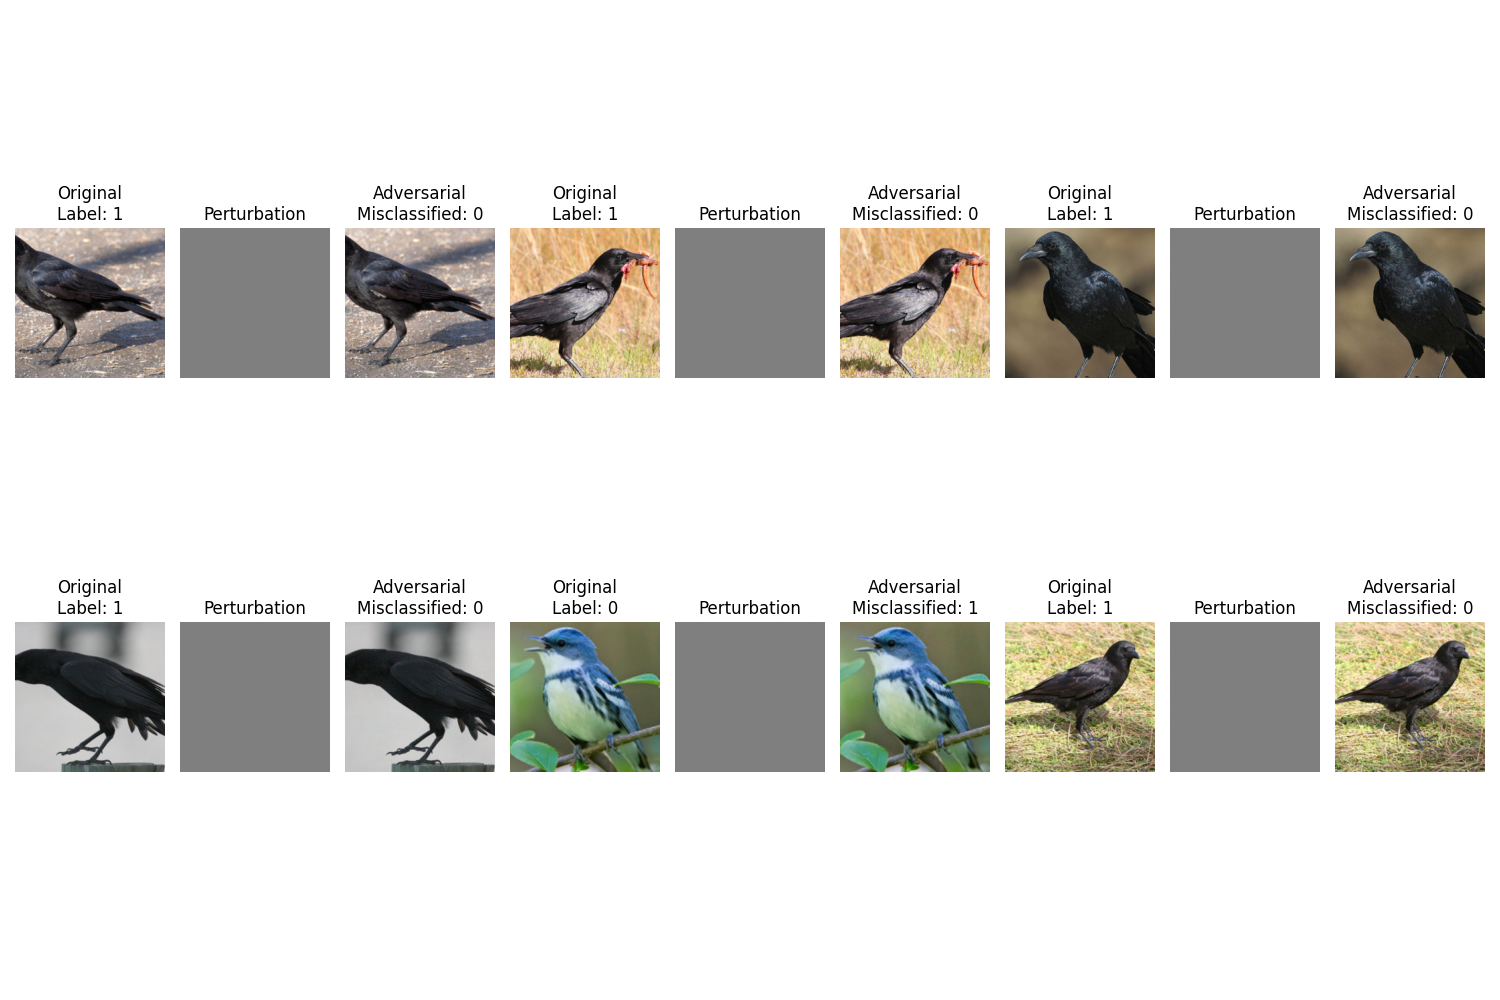 Original
Label: 1
Perturbation
Adversarial
Misclassified: 0
Original
Label: 1
Perturbation
Adversarial
Misclassified: 0
Original
Label: 1
Perturbation
Adversarial
Misclassified: 0
Original
Label: 1
Perturbation
Adversarial
Misclassified: 0
Original
Label: 0
Perturbation
Adversarial
Misclassified: 1
Original
Label: 1
Perturbation
Adversarial
Misclassified: 0